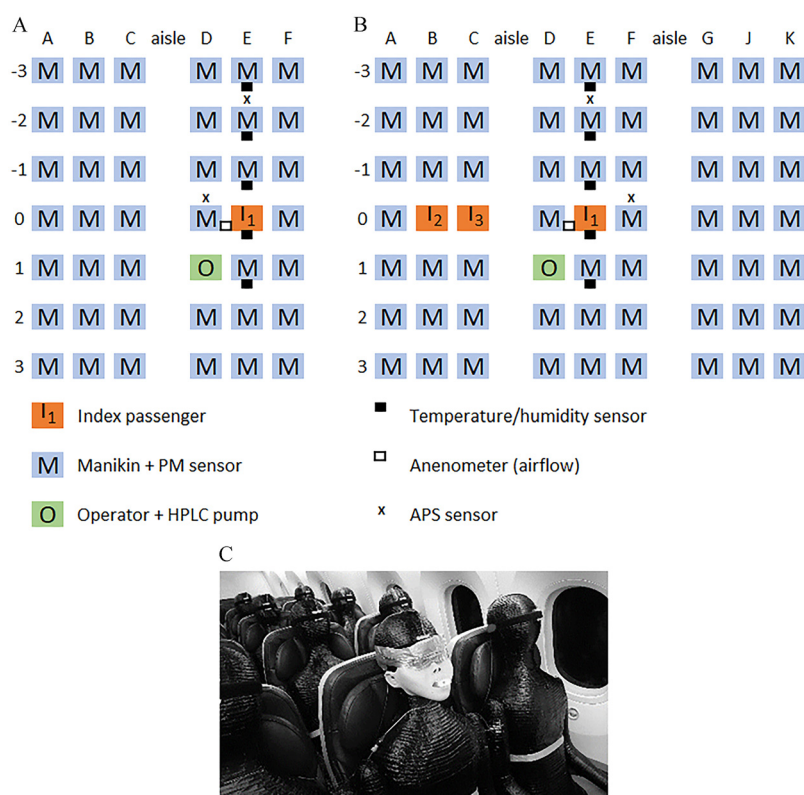 A
A B C aisle D E F
-3 M M M M M M
x
-2 M M M M M M
-1 M M M M M M
x
0 M M M M I1 M
1 M M M O M M
2 M M M M M M
3 M M M M M M
B
A B C aisle D E F aisle G J K
-3 M M M M M M M M M
x
-2 M M M M M M M M M
-1 M M M M M M M M M
x
0 M I2 I3 M I1 M M M M
1 M M M O M M M M M
2 M M M M M M M M M
3 M M M M M M M M M
I1 Index passenger
M Manikin + PM sensor
O Operator + HPLC pump
Temperature/humidity sensor
Anenometer (airflow)
x APS sensor
C